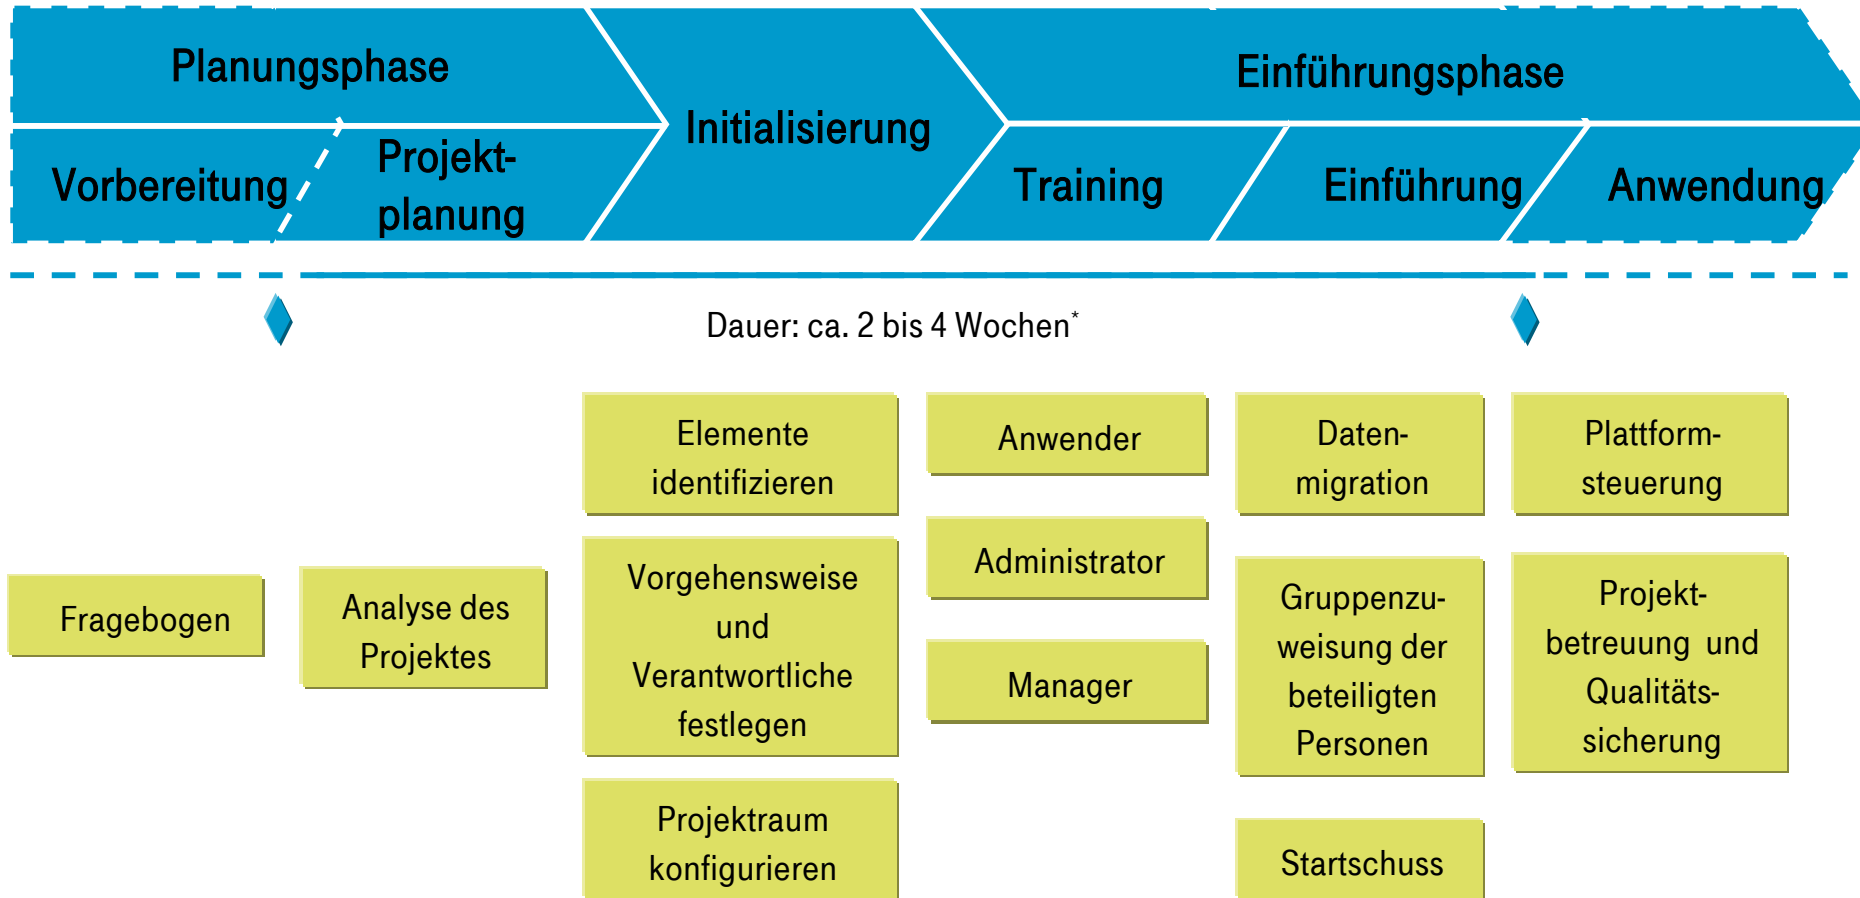 Planungsphase
Einführungsphase
Initialisierung
Vorbereitung
Projekt-
planung
Training
Einführung
Anwendung
Dauer: ca. 2 bis 4 Wochen*
Fragebogen
Analyse des
Projektes
Elemente
identifizieren
Vorgehensweise
und
Verantwortliche
festlegen
Projektraum
konfigurieren
Anwender
Administrator
Manager
Daten-
migration
Gruppenzu-
weisung der
beteiligten
Personen
Startschuss
Plattform-
steuerung
Projekt-
betreuung und
Qualitäts-
sicherung